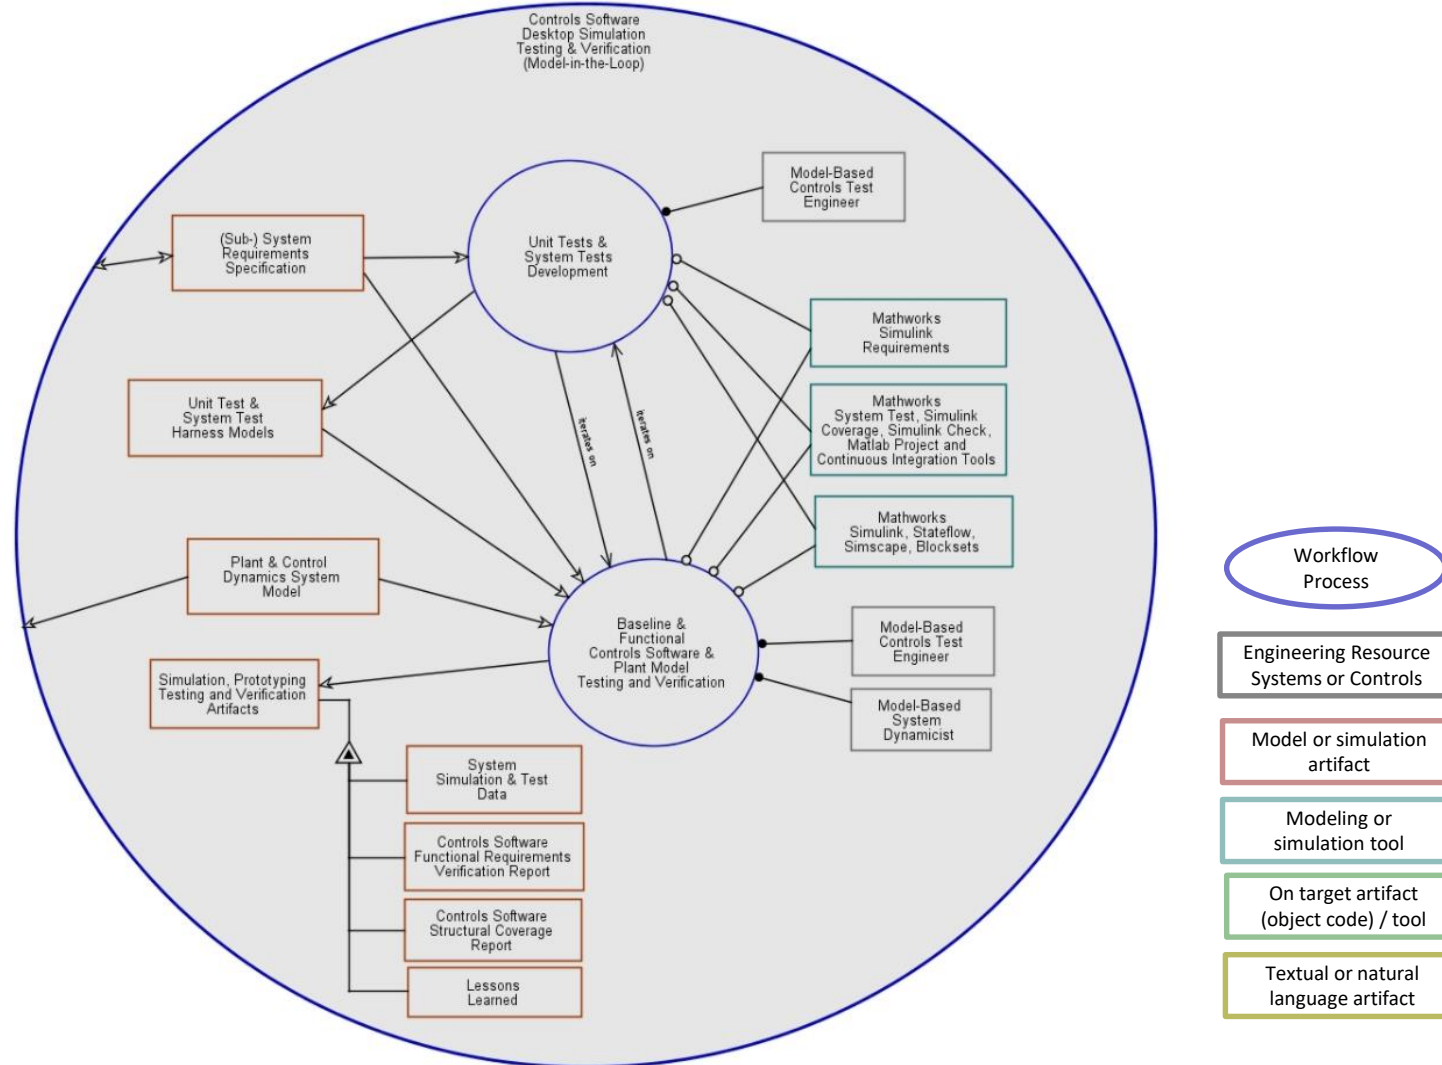 Controls Software
Desktop Simulation
Testing & Verification
(Model-in-the-Loop)
Model-Based
Controls Test
Engineer
(Sub-) System
Requirements
Specification
Unit Tests &
System Tests
Development
Mathworks
Simulink
Requirements
Unit Test &
System Test
Harness Models
Mathworks
System Test, Simulink
Coverage, Simulink Check,
Matlab Project and
Continuous Integration Tools
iterates on
iterates on
Mathworks
Simulink, Stateflow,
Simscape, Blocksets
Plant & Control
Dynamics System
Model
Baseline &
Functional
Controls Software &
Plant Model
Testing and Verification
Model-Based
Controls Test
Engineer
Simulation, Prototyping
Testing and Verification
Artifacts
Model-Based
System
Dynamicist
System
Simulation & Test
Data
Controls Software
Functional Requirements
Verification Report
Controls Software
Structural Coverage
Report
Lessons
Learned
Workflow
Process
Engineering Resource
Systems or Controls
Model or simulation
artifact
Modeling or
simulation tool
On target artifact
(object code) / tool
Textual or natural
language artifact